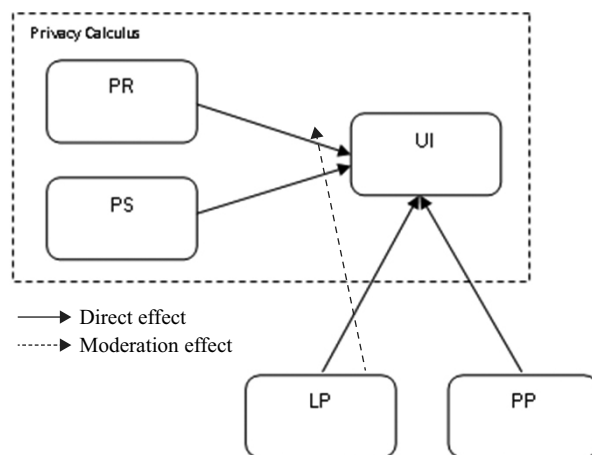 Privacy Calculus
PR
UI
PS
Direct effect
Moderation effect
LP
PP